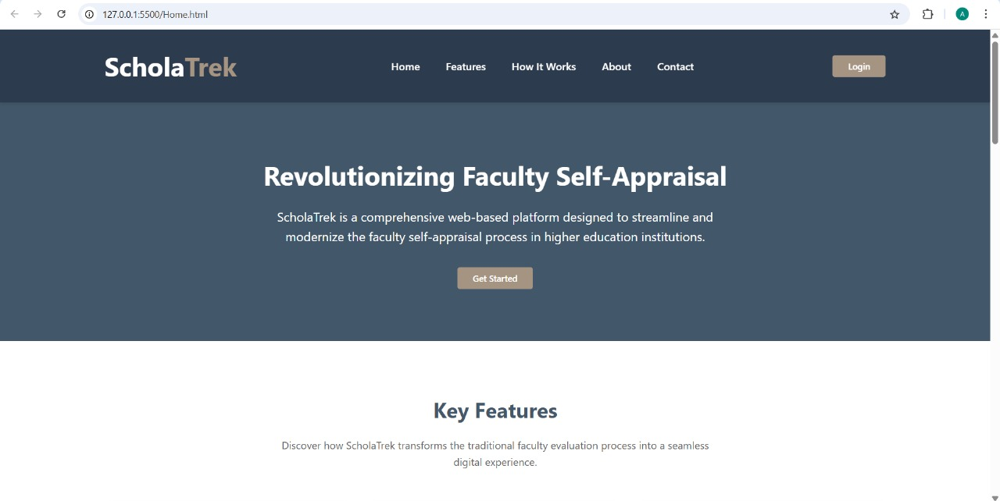 127.0.0.1:5500/Home.html
A
ScholaTrek
Home Features How It Works About Contact
Login
Revolutionizing Faculty Self-Appraisal
ScholaTrek is a comprehensive web-based platform designed to streamline and
modernize the faculty self-appraisal process in higher education institutions.
Get Started
Key Features
Discover how ScholaTrek transforms the traditional faculty evaluation process into a seamless
digital experience.